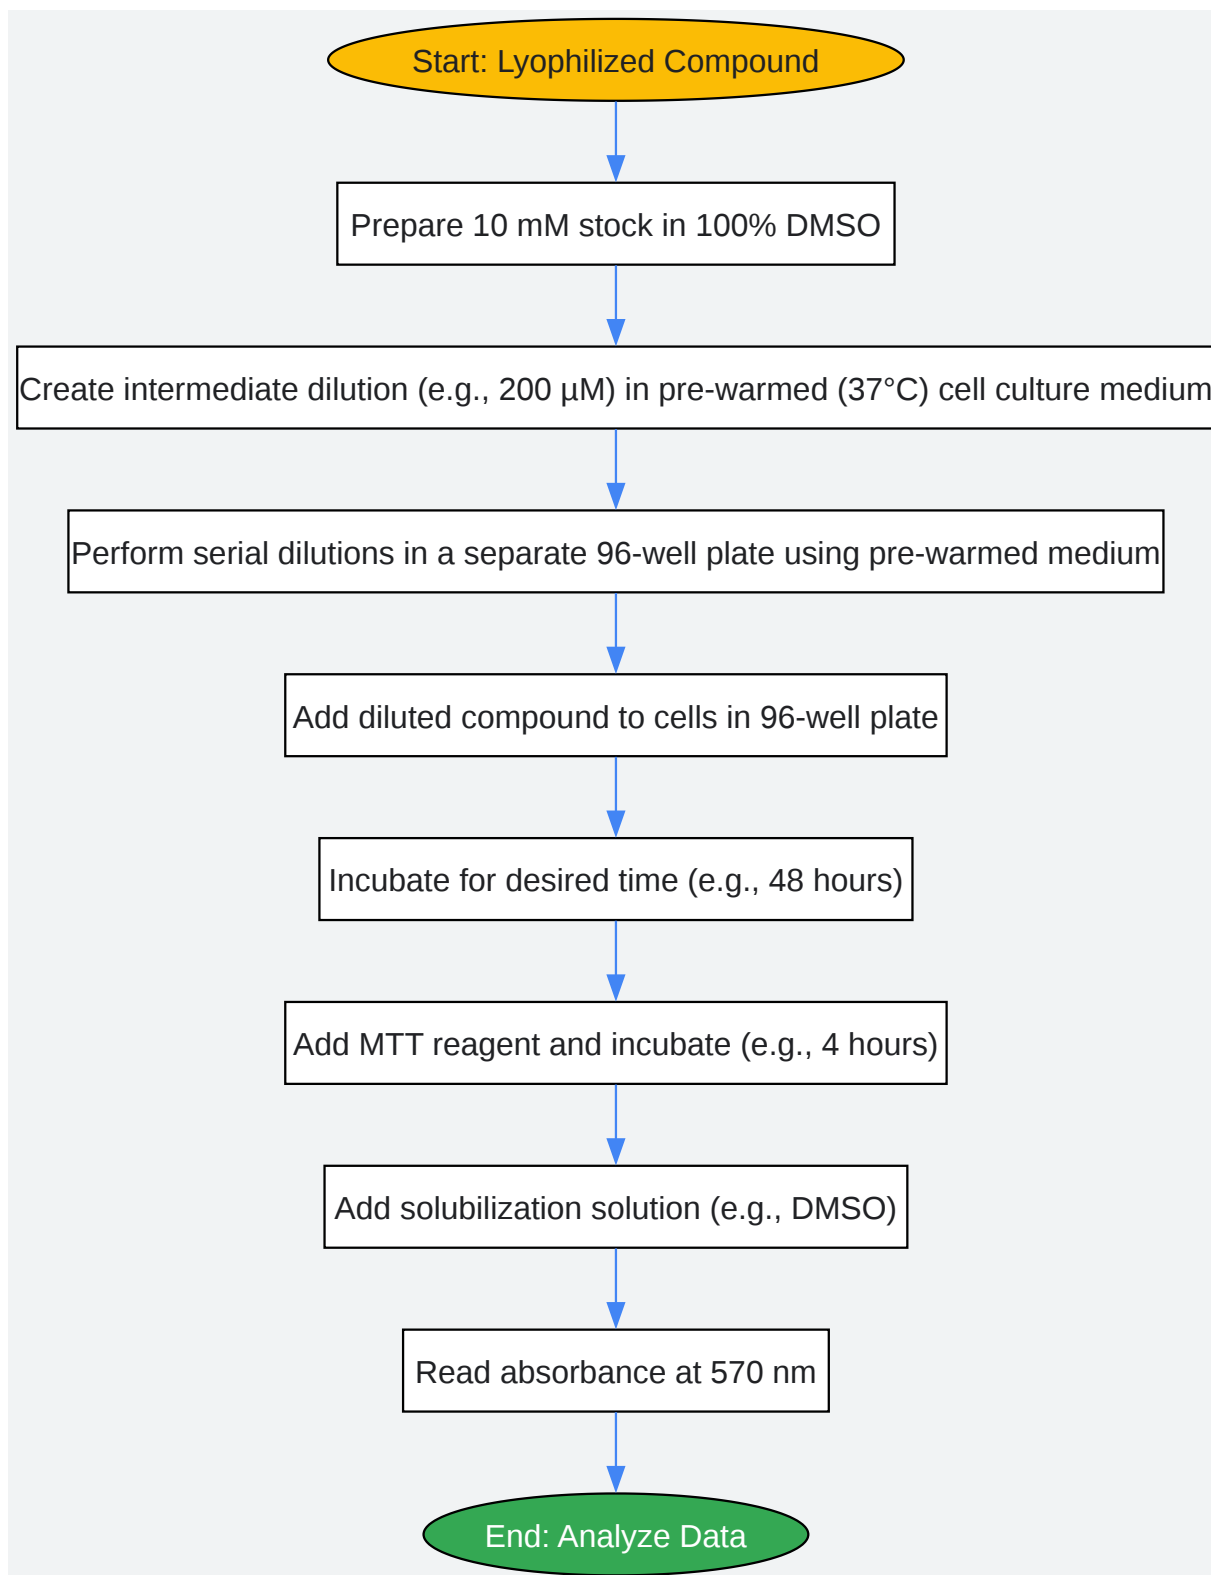 Start: Lyophilized Compound
Prepare 10 mM stock in 100% DMSO
Create intermediate dilution (e.g., 200 µM) in pre-warmed (37°C) cell culture medium
Perform serial dilutions in a separate 96-well plate using pre-warmed medium
Add diluted compound to cells in 96-well plate
Incubate for desired time (e.g., 48 hours)
Add MTT reagent and incubate (e.g., 4 hours)
Add solubilization solution (e.g., DMSO)
Read absorbance at 570 nm
End: Analyze Data